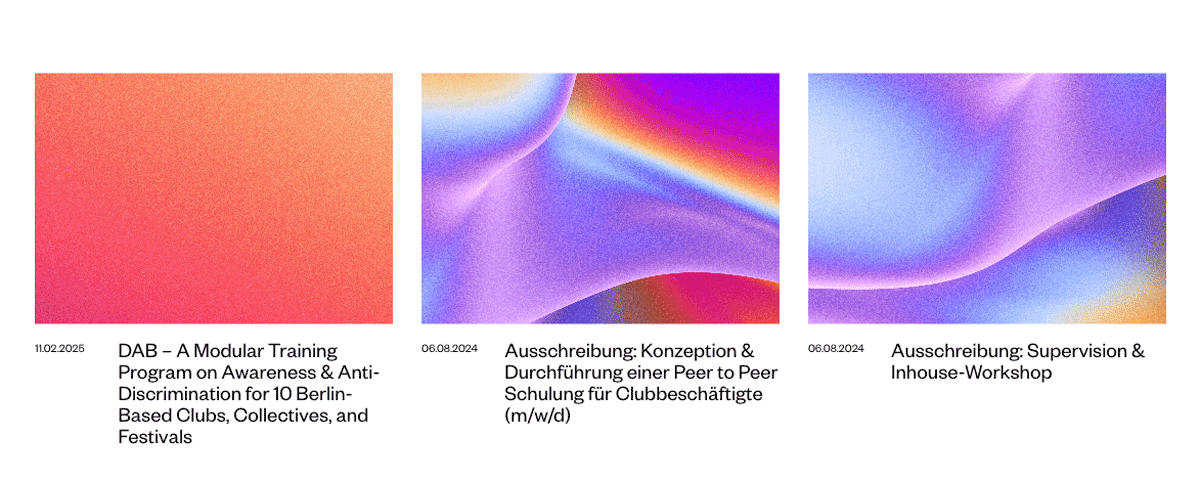 11.02.2025
DAB – A Modular Training
Program on Awareness & Anti-
Discrimination for 10 Berlin-
Based Clubs, Collectives, and
Festivals
06.08.2024
Ausschreibung: Konzeption &
Durchführung einer Peer to Peer
Schulung für Clubbeschäftigte
(m/w/d)
06.08.2024
Ausschreibung: Supervision &
Inhouse-Workshop